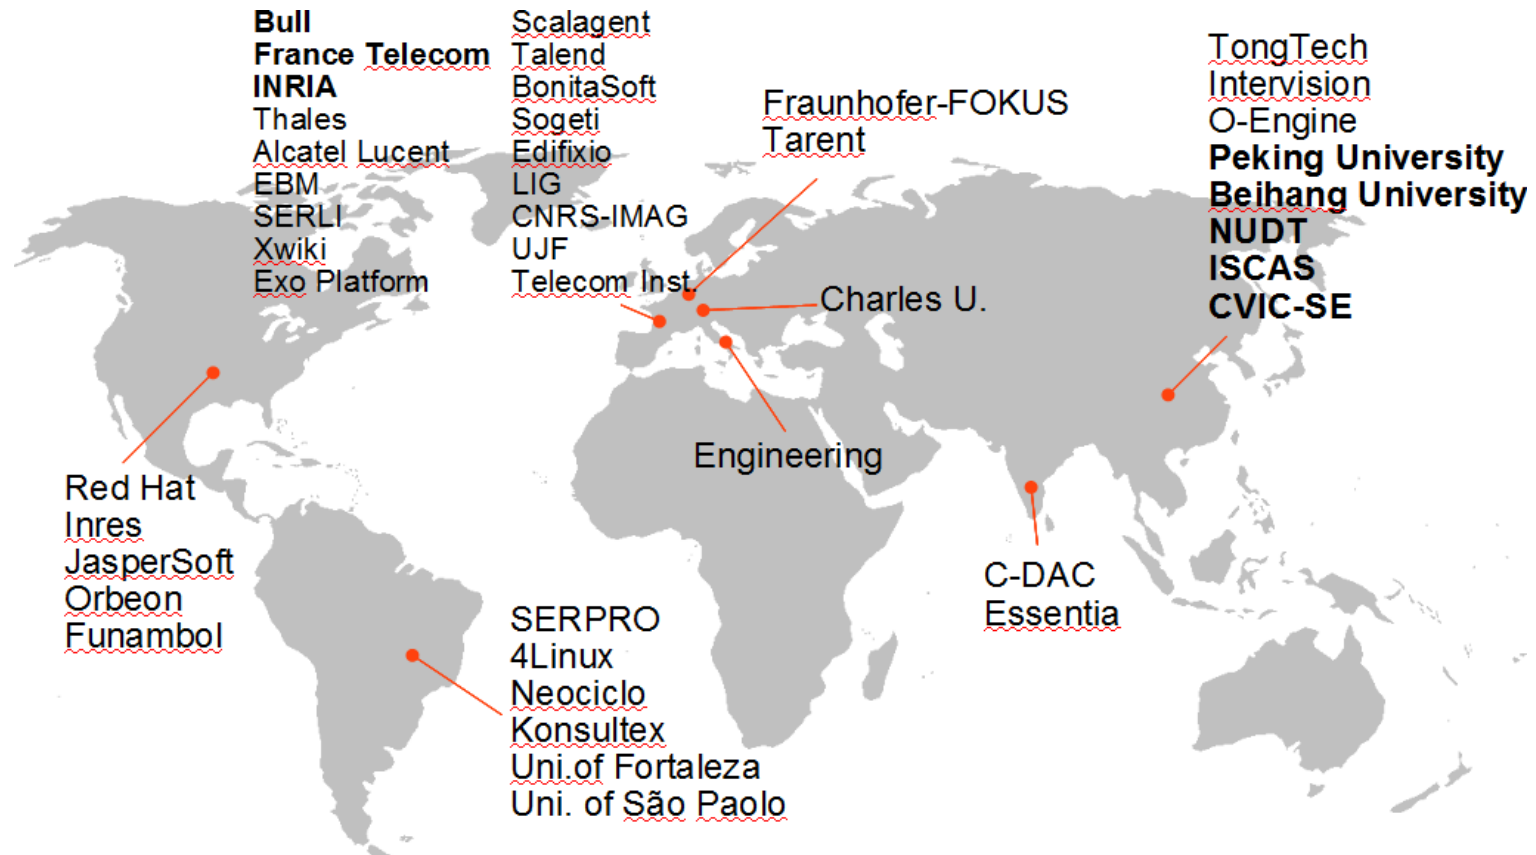 Bull
France Telecom
INRIA
Thales
Alcatel Lucent
EBM
SERLI
Xwiki
Exo Platform
Scalagent
Talend
BonitaSoft
Sogeti
Edifixio
LIG
CNRS-IMAG
UJF
Telecom Inst.
Fraunhofer-FOKUS
Tarent
TongTech
Intervision
O-Engine
Peking University
Beihang University
NUDT
ISCAS
CVIC-SE
Charles U.
Engineering
Red Hat
Inres
JasperSoft
Orbeon
Funambol
C-DAC
Essentia
SERPRO
4Linux
Neociclo
Konsultex
Uni.of Fortaleza
Uni. of São Paolo